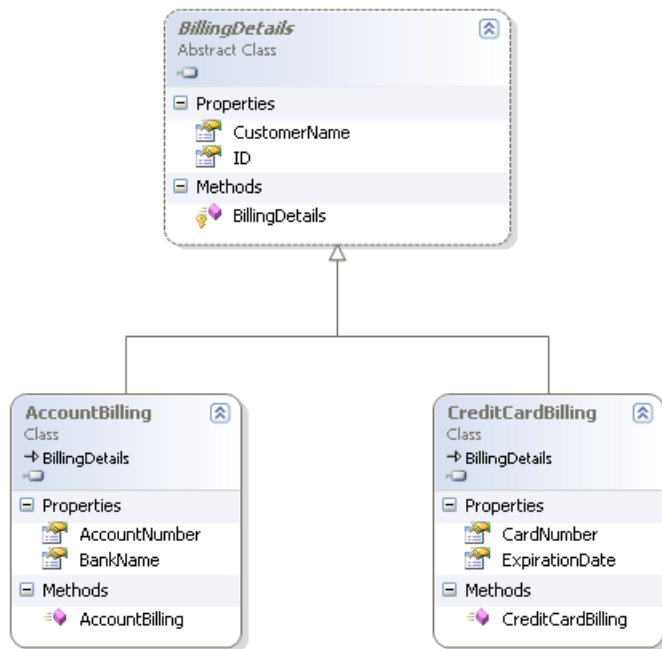 BillingDetails
Abstract Class
Properties
CustomerName
ID
Methods
BillingDetails
AccountBilling
Class
BillingDetails
Properties
AccountNumber
BankName
Methods
AccountBilling
CreditCardBilling
Class
BillingDetails
Properties
CardNumber
ExpirationDate
Methods
CreditCardBilling